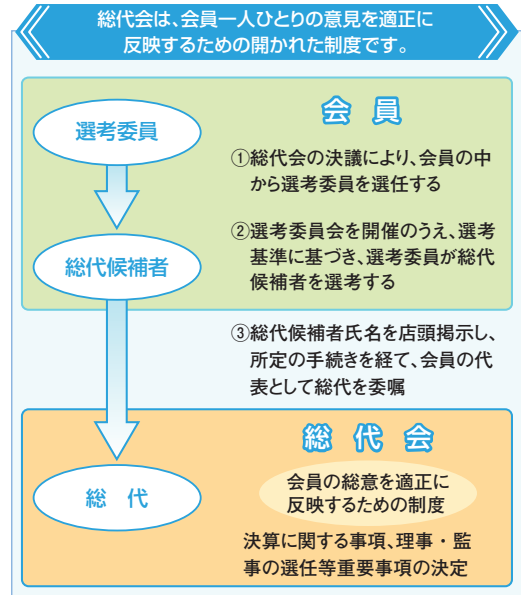 総代会は、会員一人ひとりの意見を適正に
反映するための開かれた制度です。
会員
選考委員
①総代会の決議により、会員の中
から選考委員を選任する
②選考委員会を開催のうえ、選考
基準に基づき、選考委員が総代
候補者を選考する
総代候補者
③総代候補者氏名を店頭掲示し、
所定の手続きを経て、会員の代
表として総代を委嘱
総代会
総代
会員の総意を適正に
反映するための制度
決算に関する事項、理事・監
事の選任等重要事項の決定